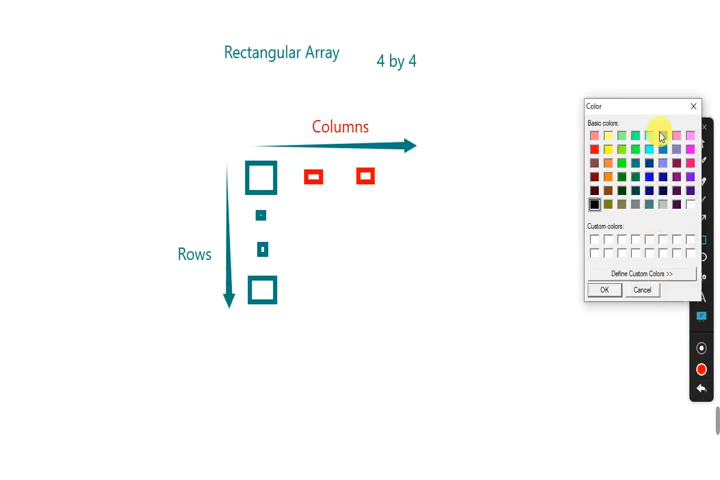 Rectangular Array
4 by 4
Color
Basic colors:
Columns
Rows
Custom colors:
Define Custom Colors >>
OK
Cancel
A